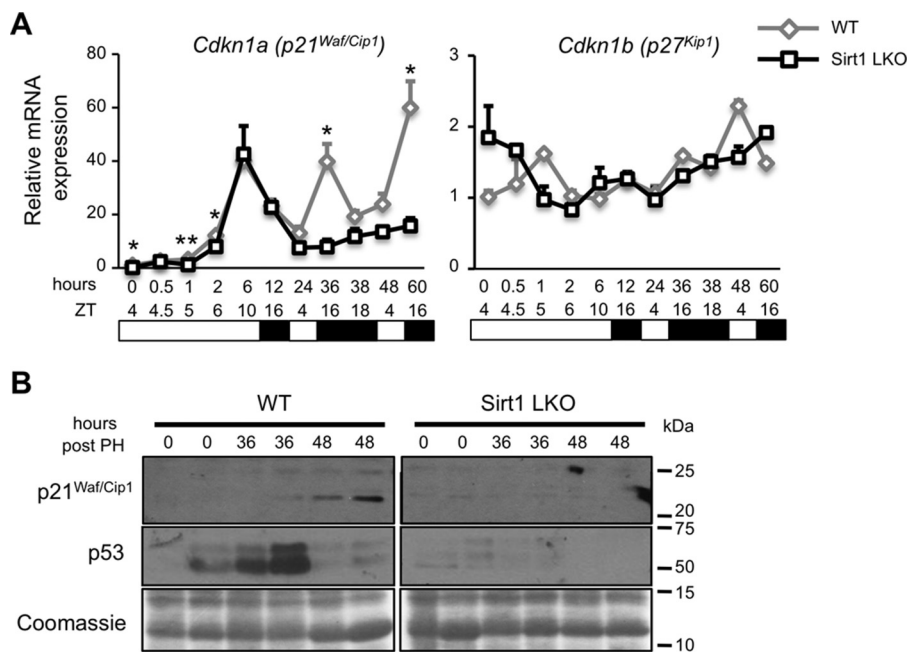 A
Cdkn1a (p21Waf/Cip1)
Cdkn1b (p27Kip1)
WT
Sirt1 LKO
Relative mRNA
expression
80
60
40
20
0
* ** * * *
3
2
1
0
hours 0 0.5 1 2 6 12 24 36 38 48 60
0 0.5 1 2 6 12 24 36 38 48 60
ZT 4 4.5 5 6 10 16 4 16 18 4 16
4 4.5 5 6 10 16 4 16 18 4 16
B
WT
Sirt1 LKO
hours
post PH
0 0 36 36 48 48
0 0 36 36 48 48
kDa
p21Waf/Cip1
25
20
p53
75
50
Coomassie
15
10